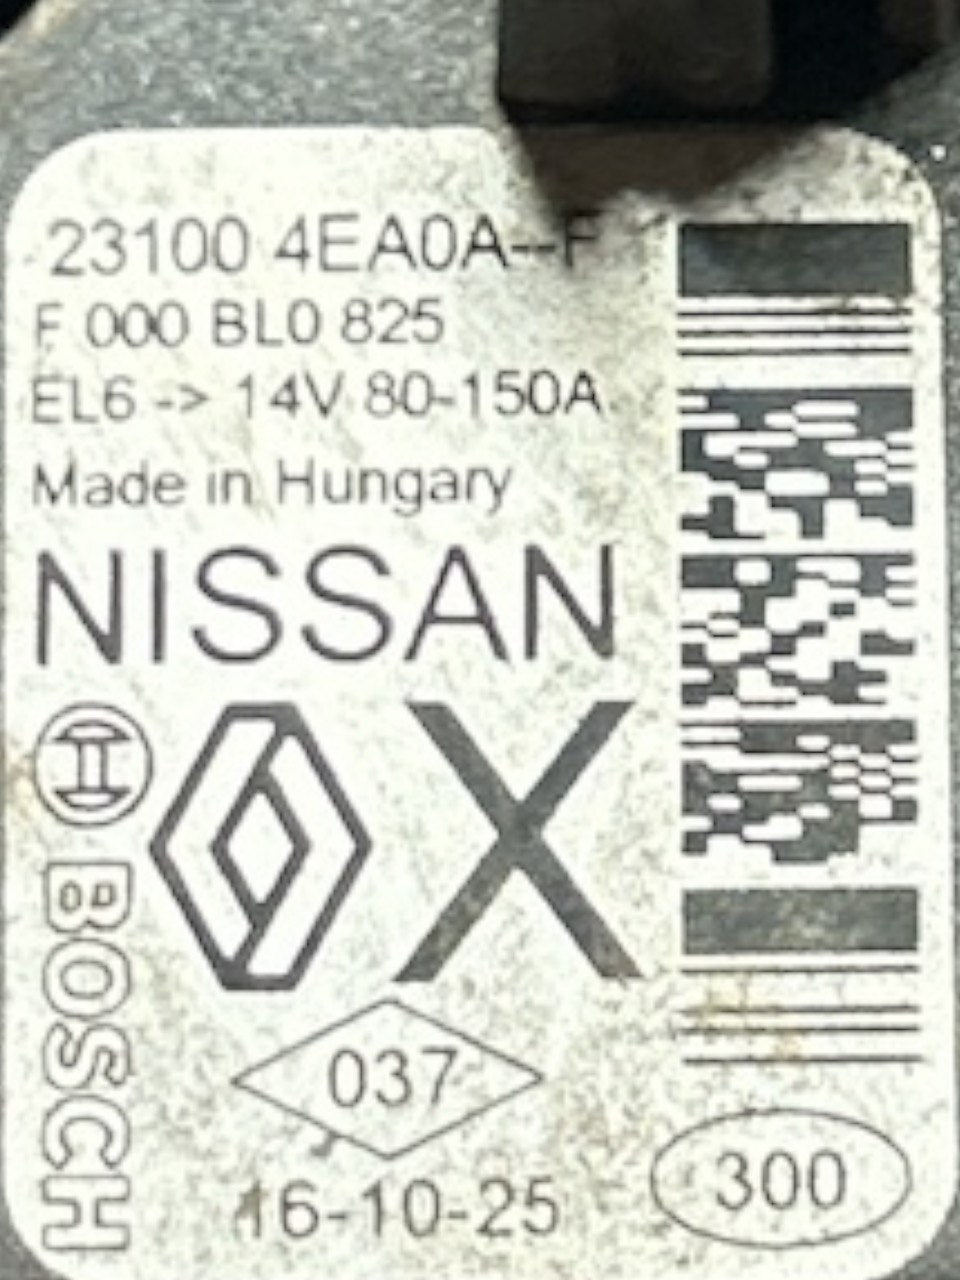 23100 4EA0A--F
F 000 BL0 825
EL6 -> 14V 80-150A
Made in Hungary
NISSAN
X
BOSCH
037
16-10-25
300